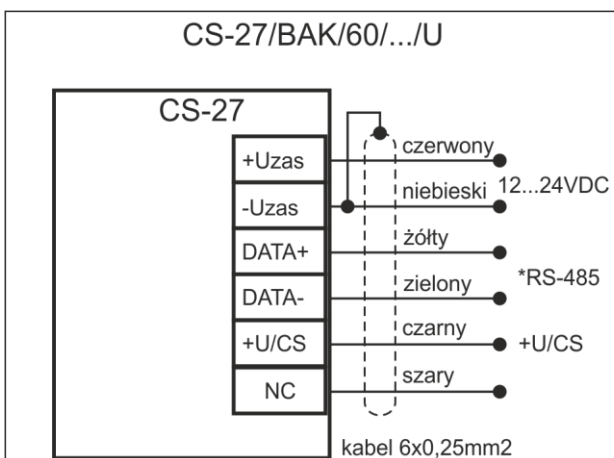 CS-27/BAK/60/.../U
CS-27
+Uzas czerwony
-Uzas niebieski 12...24VDC
DATA+ żółty
DATA- zielony *RS-485
+U/CS czarny +U/CS
NC szary
kabel 6x0,25mm2